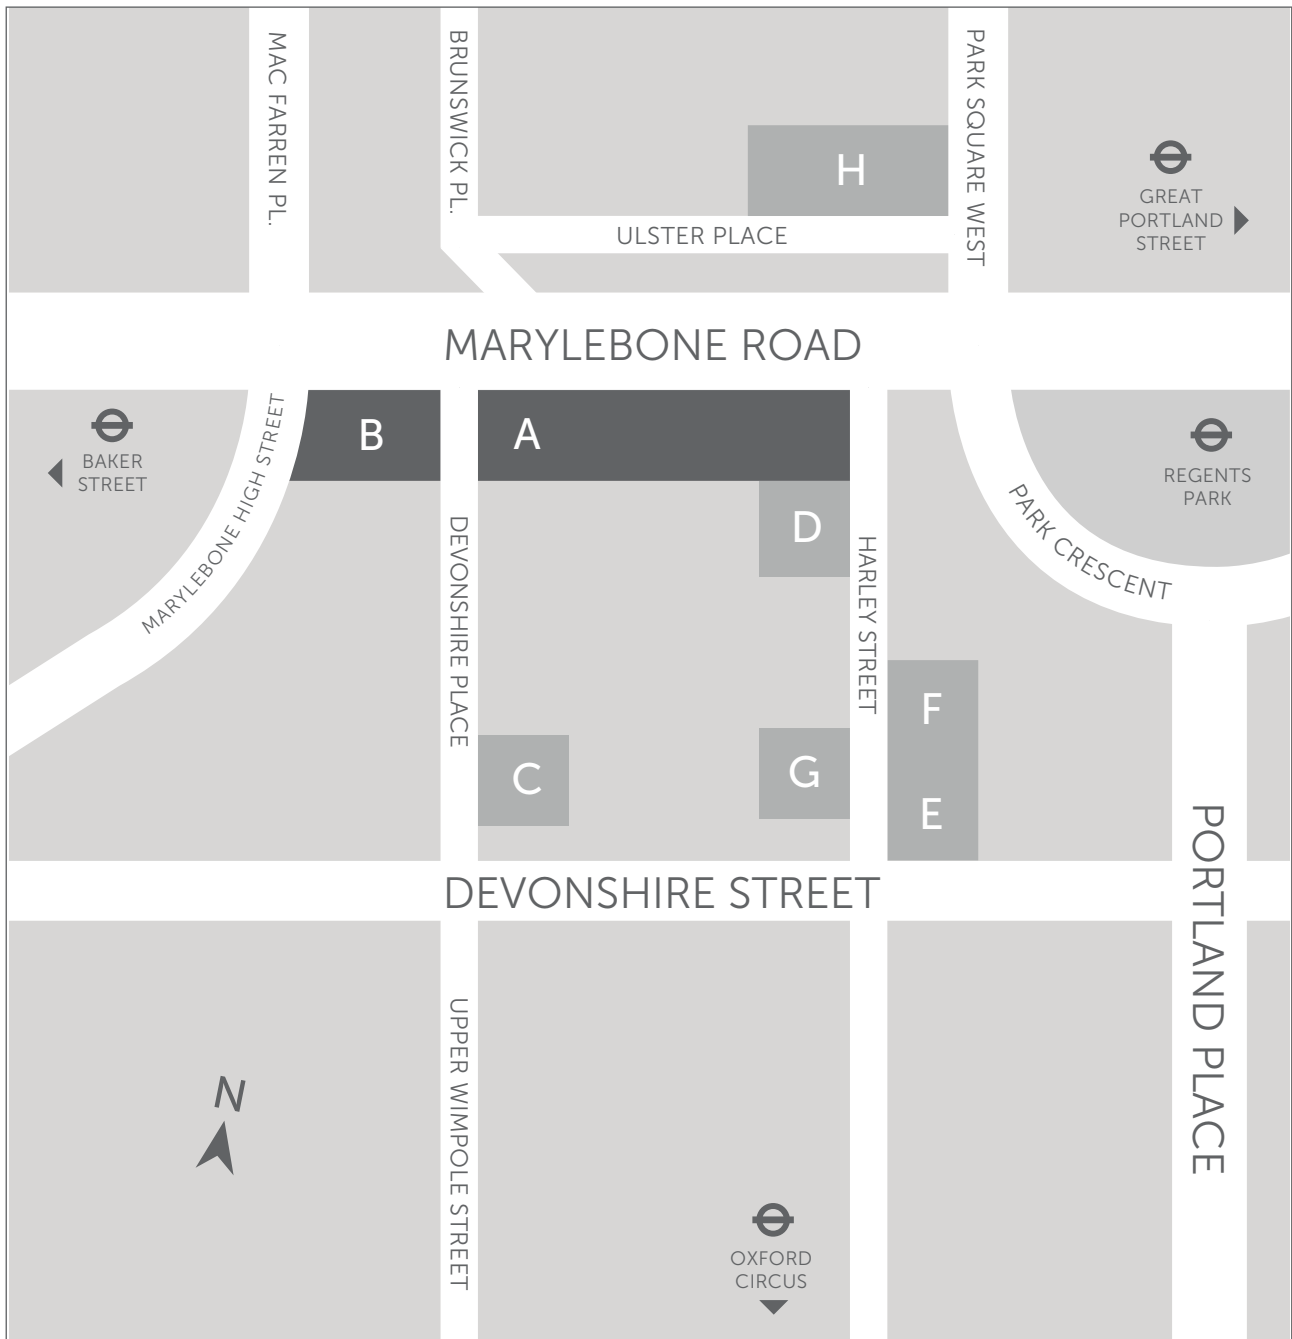 MAC FARREN PL.
BRUNSWICK PL.
PARK SQUARE WEST
H
GREAT
PORTLAND
STREET
ULSTER PLACE
MARYLEBONE ROAD
BAKER
STREET
MARYLEBONE HIGH STREET
B
A
REGENTS
PARK
PARK CRESCENT
D
DEVONSHIRE PLACE
HARLEY STREET
F
C
G
E
PORTLAND PLACE
DEVONSHIRE STREET
N
UPPER WIMPOLE STREET
OXFORD
CIRCUS